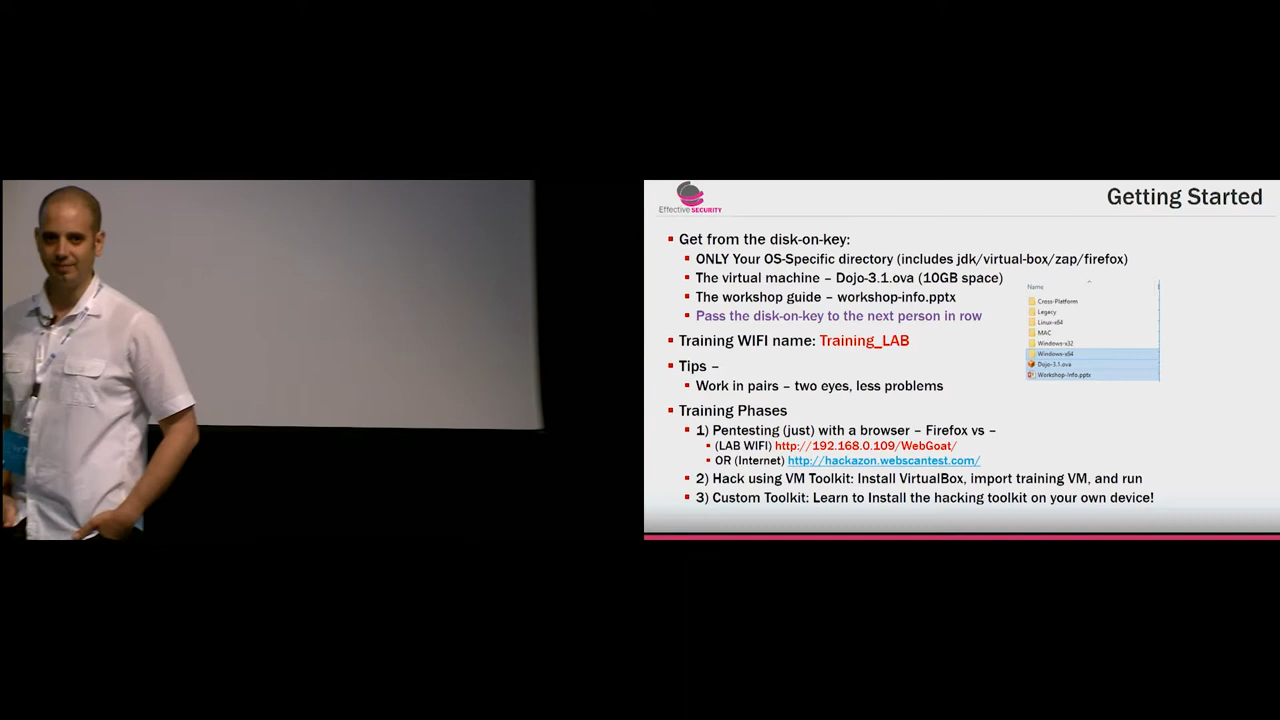 Effective SECURITY
Getting Started
Get from the disk-on-key:
ONLY Your OS-Specific directory (includes jdk/virtual-box/zap/firefox)
The virtual machine – Dojo-3.1.ova (10GB space)
The workshop guide – workshop-info.pptx
Pass the disk-on-key to the next person in row
Name
Cross-Platform
Legacy
Linux-x64
MAC
Windows-x32
Windows-x64
Dojo-3.1.ova
Workshop-Info.pptx
Training WIFI name: Training_LAB
Tips –
Work in pairs – two eyes, less problems
Training Phases
1) Pentesting (just) with a browser – Firefox vs –
(LAB WIFI) http://192.168.0.109/WebGoat/
OR (Internet) http://hackazon.webscantest.com/
2) Hack using VM Toolkit: Install VirtualBox, import training VM, and run
3) Custom Toolkit: Learn to Install the hacking toolkit on your own device!